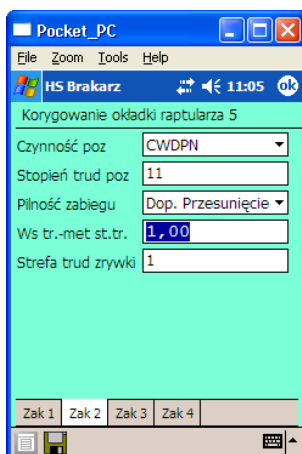 Pocket_PC
File Zoom Tools Help
HS Brakarz 11:05 ok
Korygowanie okładki raptularza 5
Czynność poz CWDPN
Stopień trud poz 11
Pilność zabiegu Dop. Przesunięcie
Ws tr.-met st.tr. 1,00
Strefa trud zrywki 1
Zak 1 Zak 2 Zak 3 Zak 4